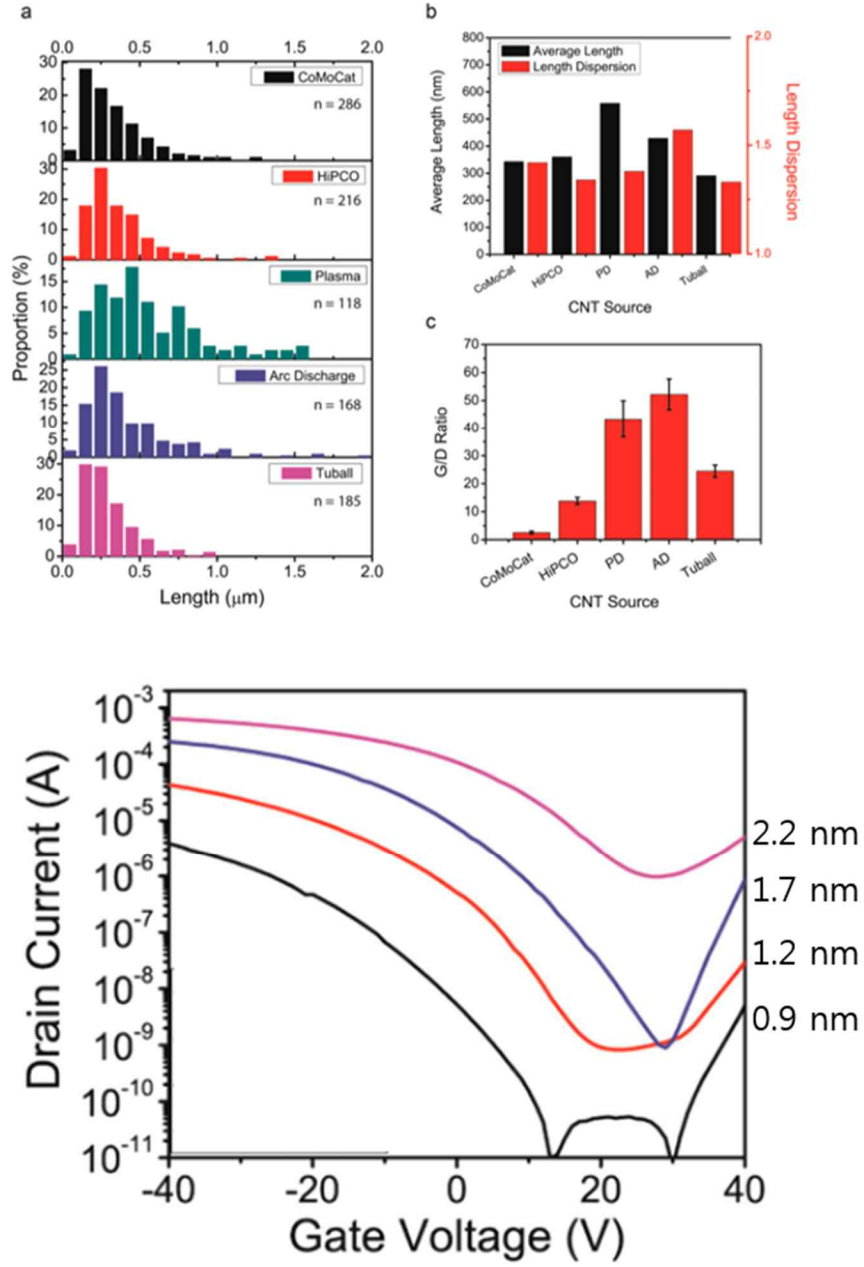 a
0.0 0.5 1.0 1.5 2.0
30
20
10
0
CoMoCat
n = 286
30
20
10
0
HiPCO
n = 216
15
10
5
0
Plasma
n = 118
25
20
15
10
5
0
Arc Discharge
n = 168
30
20
10
0
Tuball
n = 185
0.0 0.5 1.0 1.5 2.0
Proportion (%)
Length (μm)
b
800
700
600
500
400
300
200
100
0
Average Length (nm)
Average Length
Length Dispersion
2.0
1.5
1.0
Length Dispersion
CoMoCat HiPCO PD AD Tuball
CNT Source
c
70
60
50
40
30
20
10
0
G/D Ratio
CoMoCat HiPCO PD AD Tuball
CNT Source
10-3
10-4
10-5
10-6
10-7
10-8
10-9
10-10
10-11
Drain Current (A)
2.2 nm
1.7 nm
1.2 nm
0.9 nm
-40 -20 0 20 40
Gate Voltage (V)